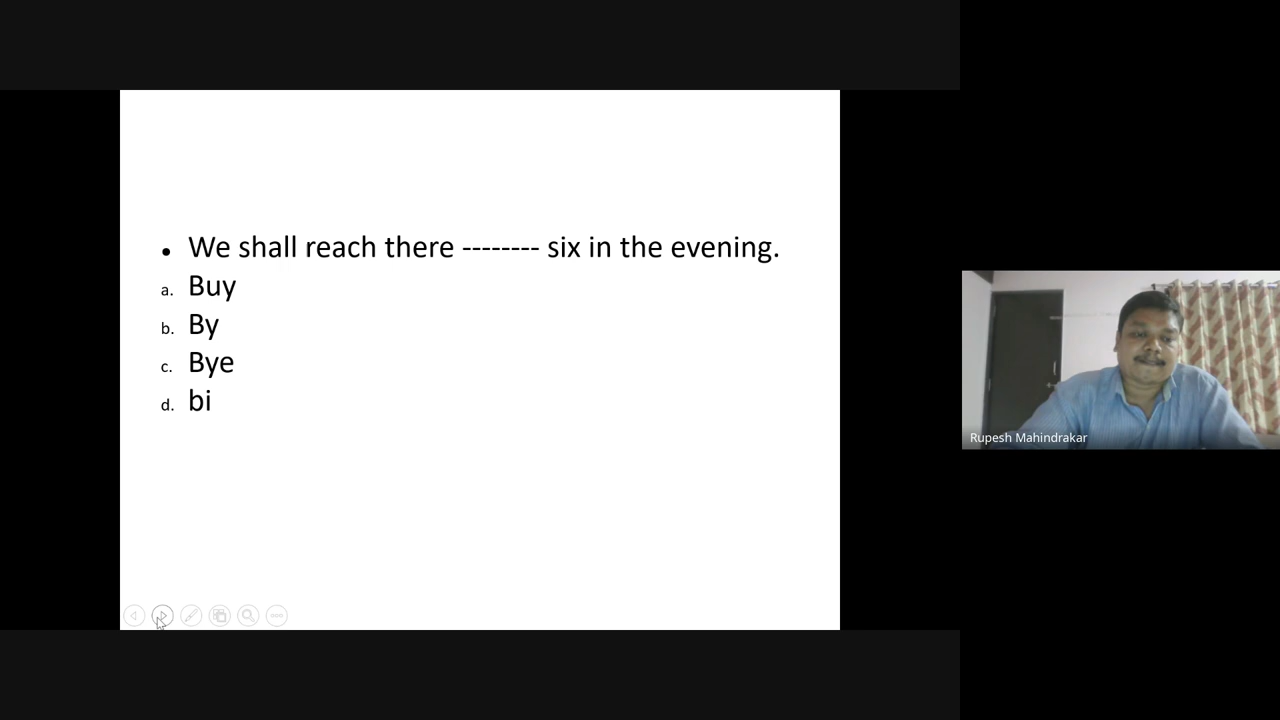 • We shall reach there -------- six in the evening.
a. Buy
b. By
c. Bye
d. bi
Rupesh Mahindrakar